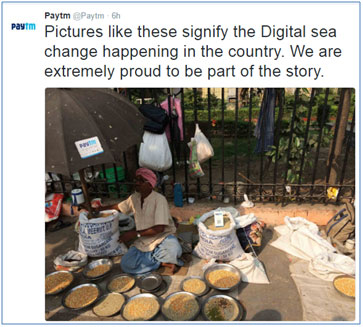 Paytm @Paytm · 6h
Pictures like these signify the Digital sea
change happening in the country. We are
extremely proud to be part of the story.
paytm
paytm